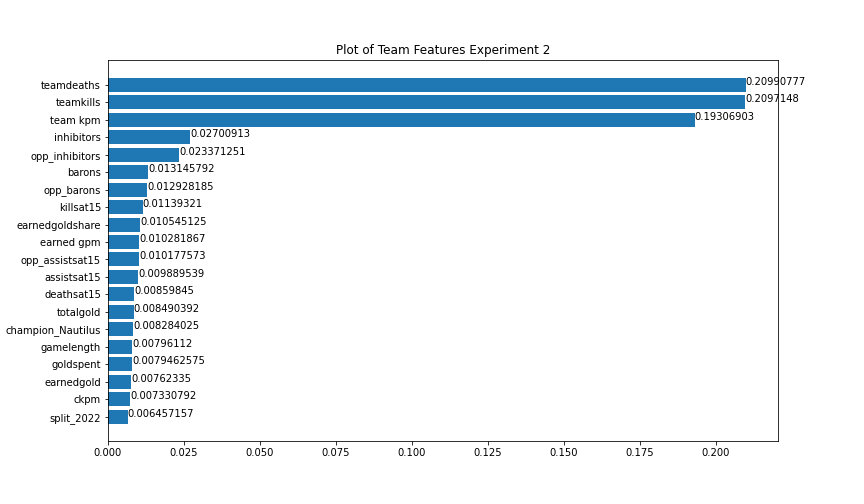 Plot of Team Features Experiment 2
teamdeaths 0.20990777
teamkills 0.2097148
team kpm 0.19306903
inhibitors 0.02700913
opp_inhibitors 0.023371251
barons 0.013145792
opp_barons 0.012928185
killsat15 0.01139321
earnedgoldshare 0.010545125
earned gpm 0.010281867
opp_assistsat15 0.010177573
assistsat15 0.009889539
deathsat15 0.00859845
totalgold 0.008490392
champion_Nautilus 0.008284025
gamelength 0.00796112
goldspent 0.0079462575
earnedgold 0.00762335
ckpm 0.007330792
split_2022 0.006457157
0.000 0.025 0.050 0.075 0.100 0.125 0.150 0.175 0.200